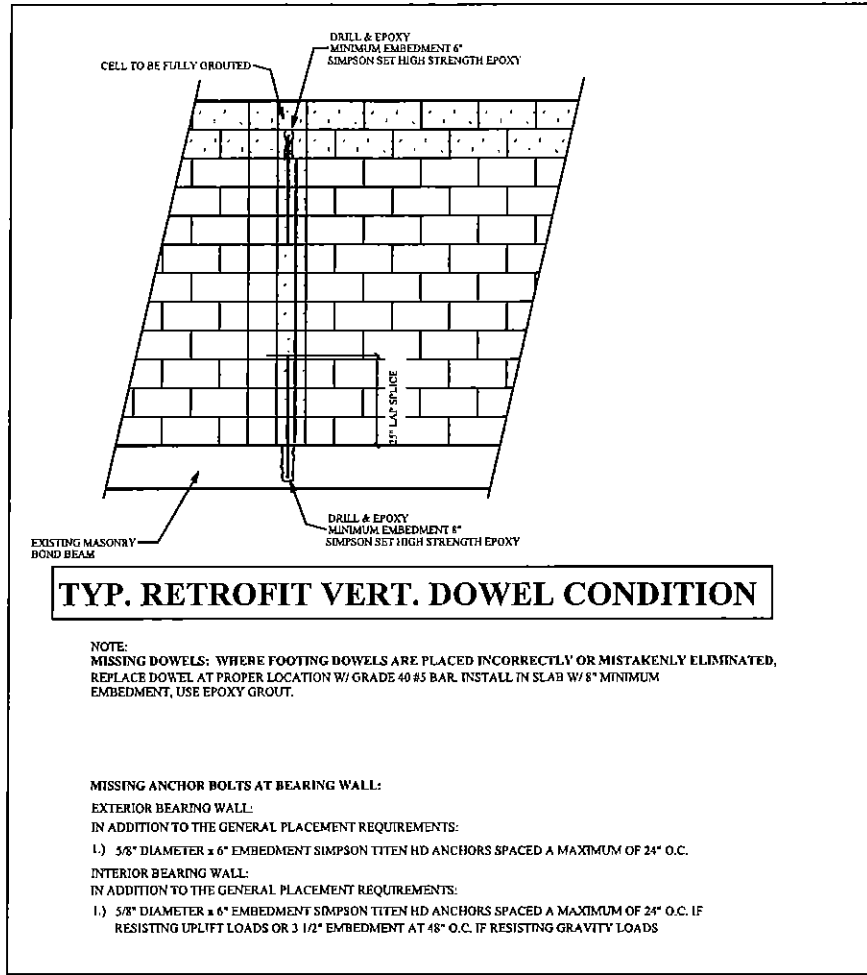 DRILL & EPOXY
MINIMUM EMBEDMENT 6"
SIMPSON SET HIGH STRENGTH EPOXY
CELL TO BE FULLY GROUTED
25" LAP SPLICE
DRILL & EPOXY
MINIMUM EMBEDMENT 8"
SIMPSON SET HIGH STRENGTH EPOXY
EXISTING MASONRY
BOND BEAM
TYP. RETROFIT VERT. DOWEL CONDITION
NOTE:
MISSING DOWELS: WHERE FOOTING DOWELS ARE PLACED INCORRECTLY OR MISTAKENLY ELIMINATED,
REPLACE DOWEL AT PROPER LOCATION W/ GRADE 40 #5 BAR. INSTALL IN SLAB W/ 8" MINIMUM
EMBEDMENT, USE EPOXY GROUT.
MISSING ANCHOR BOLTS AT BEARING WALL:
EXTERIOR BEARING WALL:
IN ADDITION TO THE GENERAL PLACEMENT REQUIREMENTS:
1.) 5/8" DIAMETER x 6" EMBEDMENT SIMPSON TITEN HD ANCHORS SPACED A MAXIMUM OF 24" O.C.
INTERIOR BEARING WALL:
IN ADDITION TO THE GENERAL PLACEMENT REQUIREMENTS:
1.) 5/8" DIAMETER x 6" EMBEDMENT SIMPSON TITEN HD ANCHORS SPACED A MAXIMUM OF 24" O.C. IF
RESISTING UPLIFT LOADS OR 3 1/2" EMBEDMENT AT 48" O.C. IF RESISTING GRAVITY LOADS